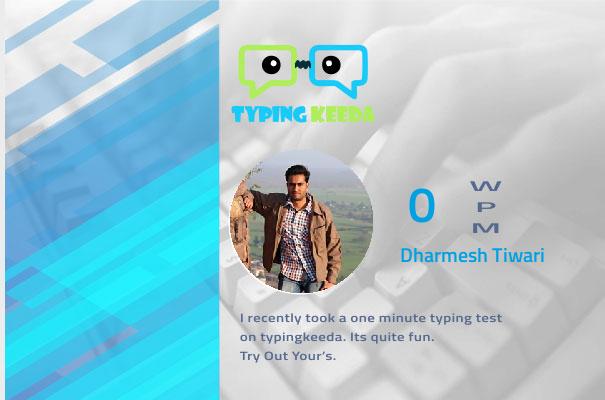 TYPING KEEDA
0 WPM
Dharmesh Tiwari
I recently took a one minute typing test
on typingkeeda. Its quite fun.
Try Out Your's.